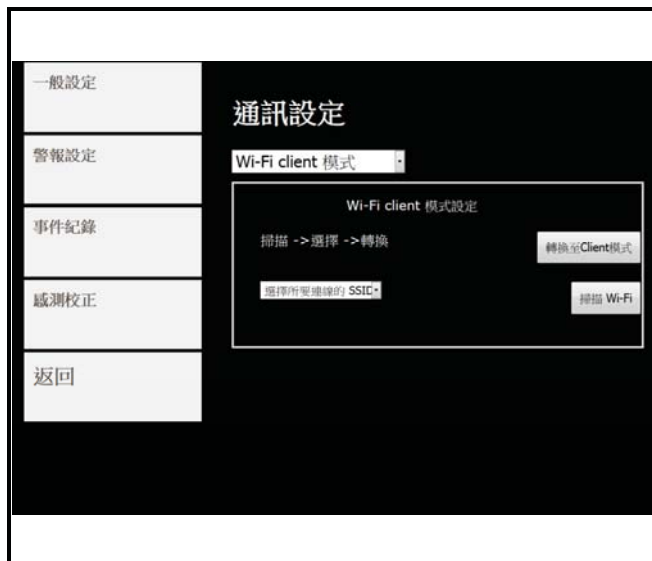 一般設定
警報設定
事件紀錄
感測校正
返回
通訊設定
Wi-Fi client 模式
Wi-Fi client 模式設定
掃描 ->選擇 ->轉換
轉換至Client模式
選擇所要連線的 SSID
掃描 Wi-Fi